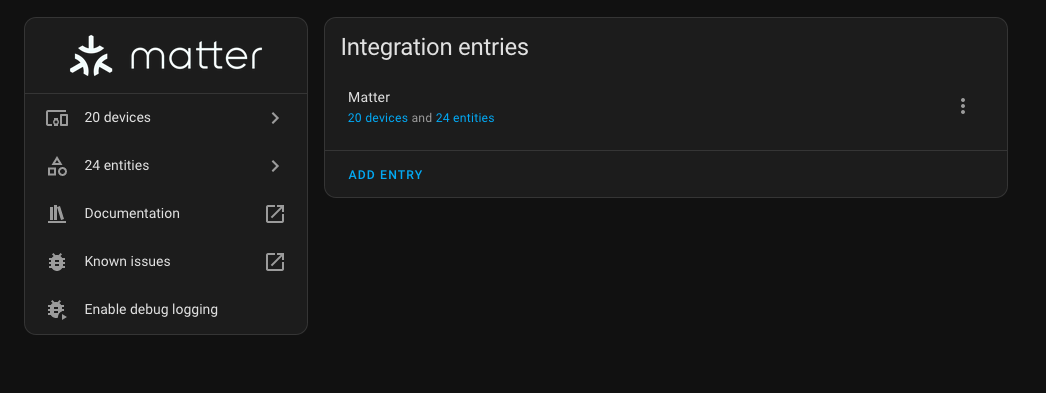 matter
20 devices
24 entities
Documentation
Known issues
Enable debug logging
Integration entries
Matter
20 devices and 24 entities
ADD ENTRY